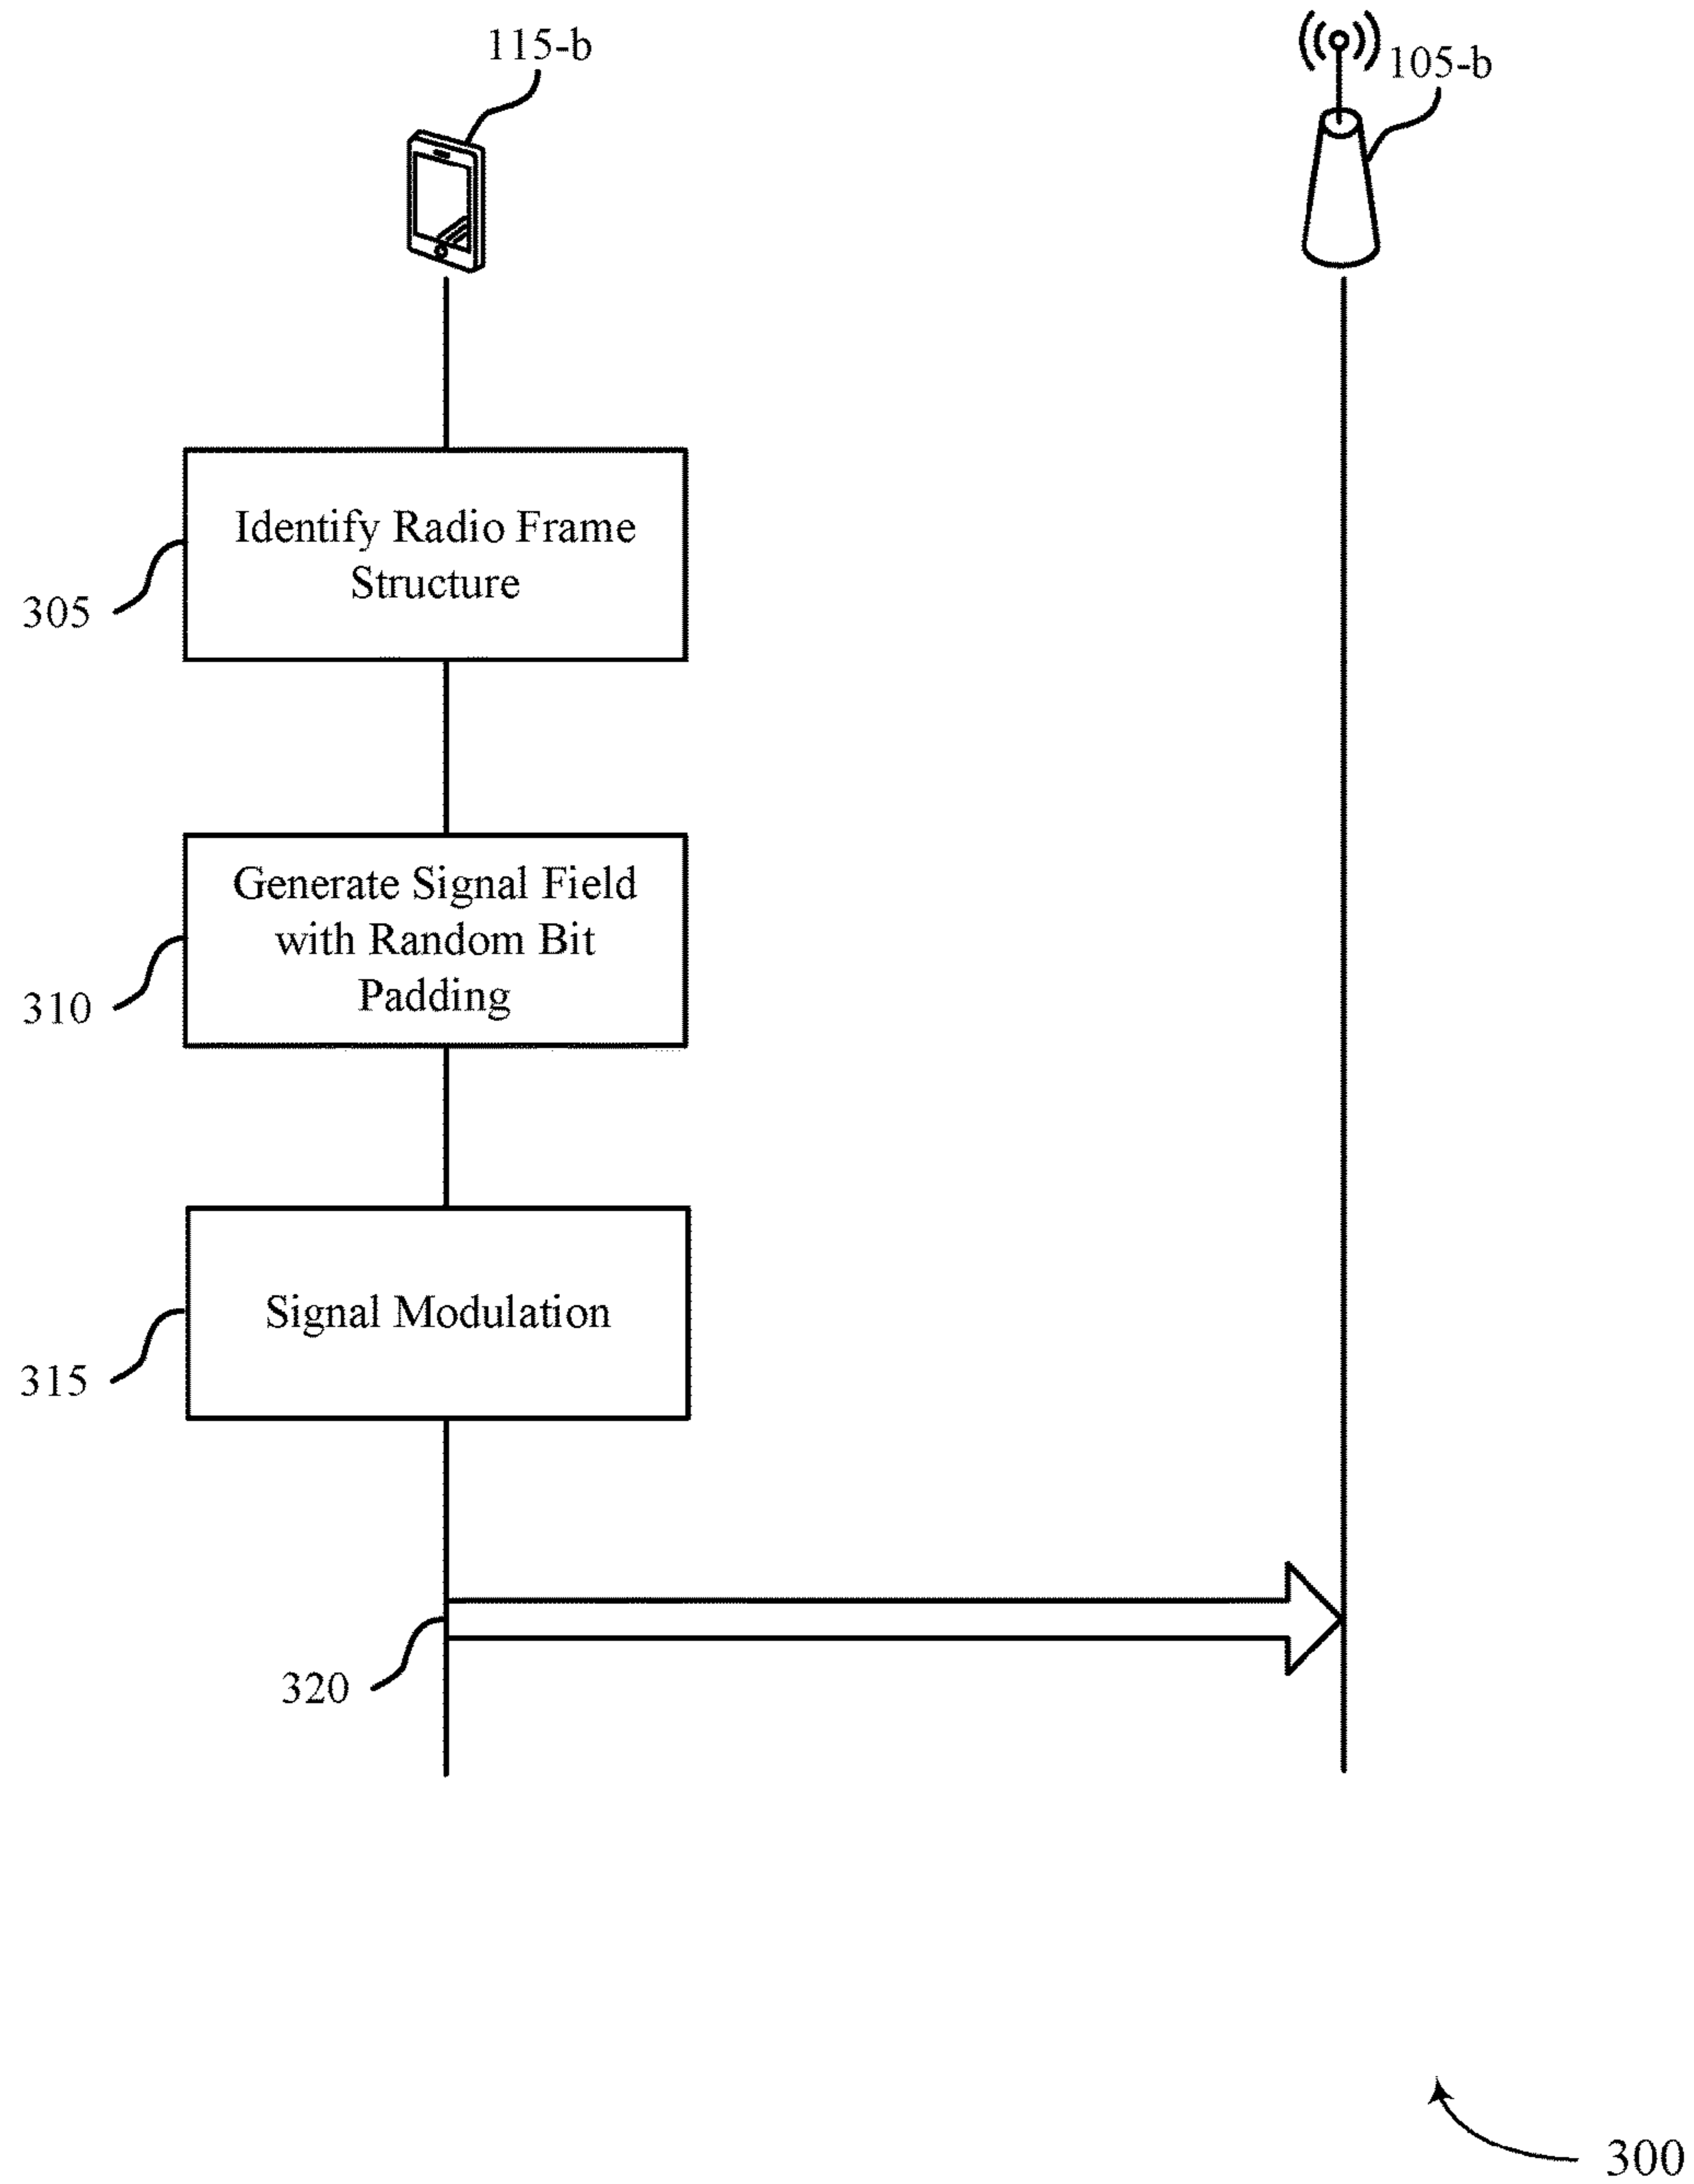 115-b
105-b
Identify Radio Frame
Structure
305
Generate Signal Field
with Random Bit
Padding
310
Signal Modulation
315
320
300